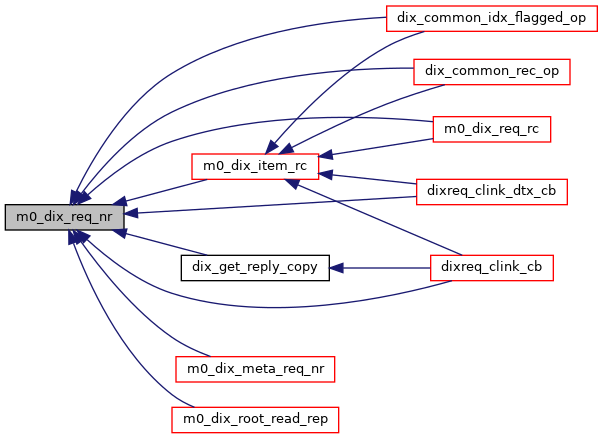 dix_common_idx_flagged_op
dix_common_rec_op
m0_dix_req_rc
m0_dix_item_rc
dixreq_clink_dtx_cb
m0_dix_req_nr
dix_get_reply_copy
dixreq_clink_cb
m0_dix_meta_req_nr
m0_dix_root_read_rep